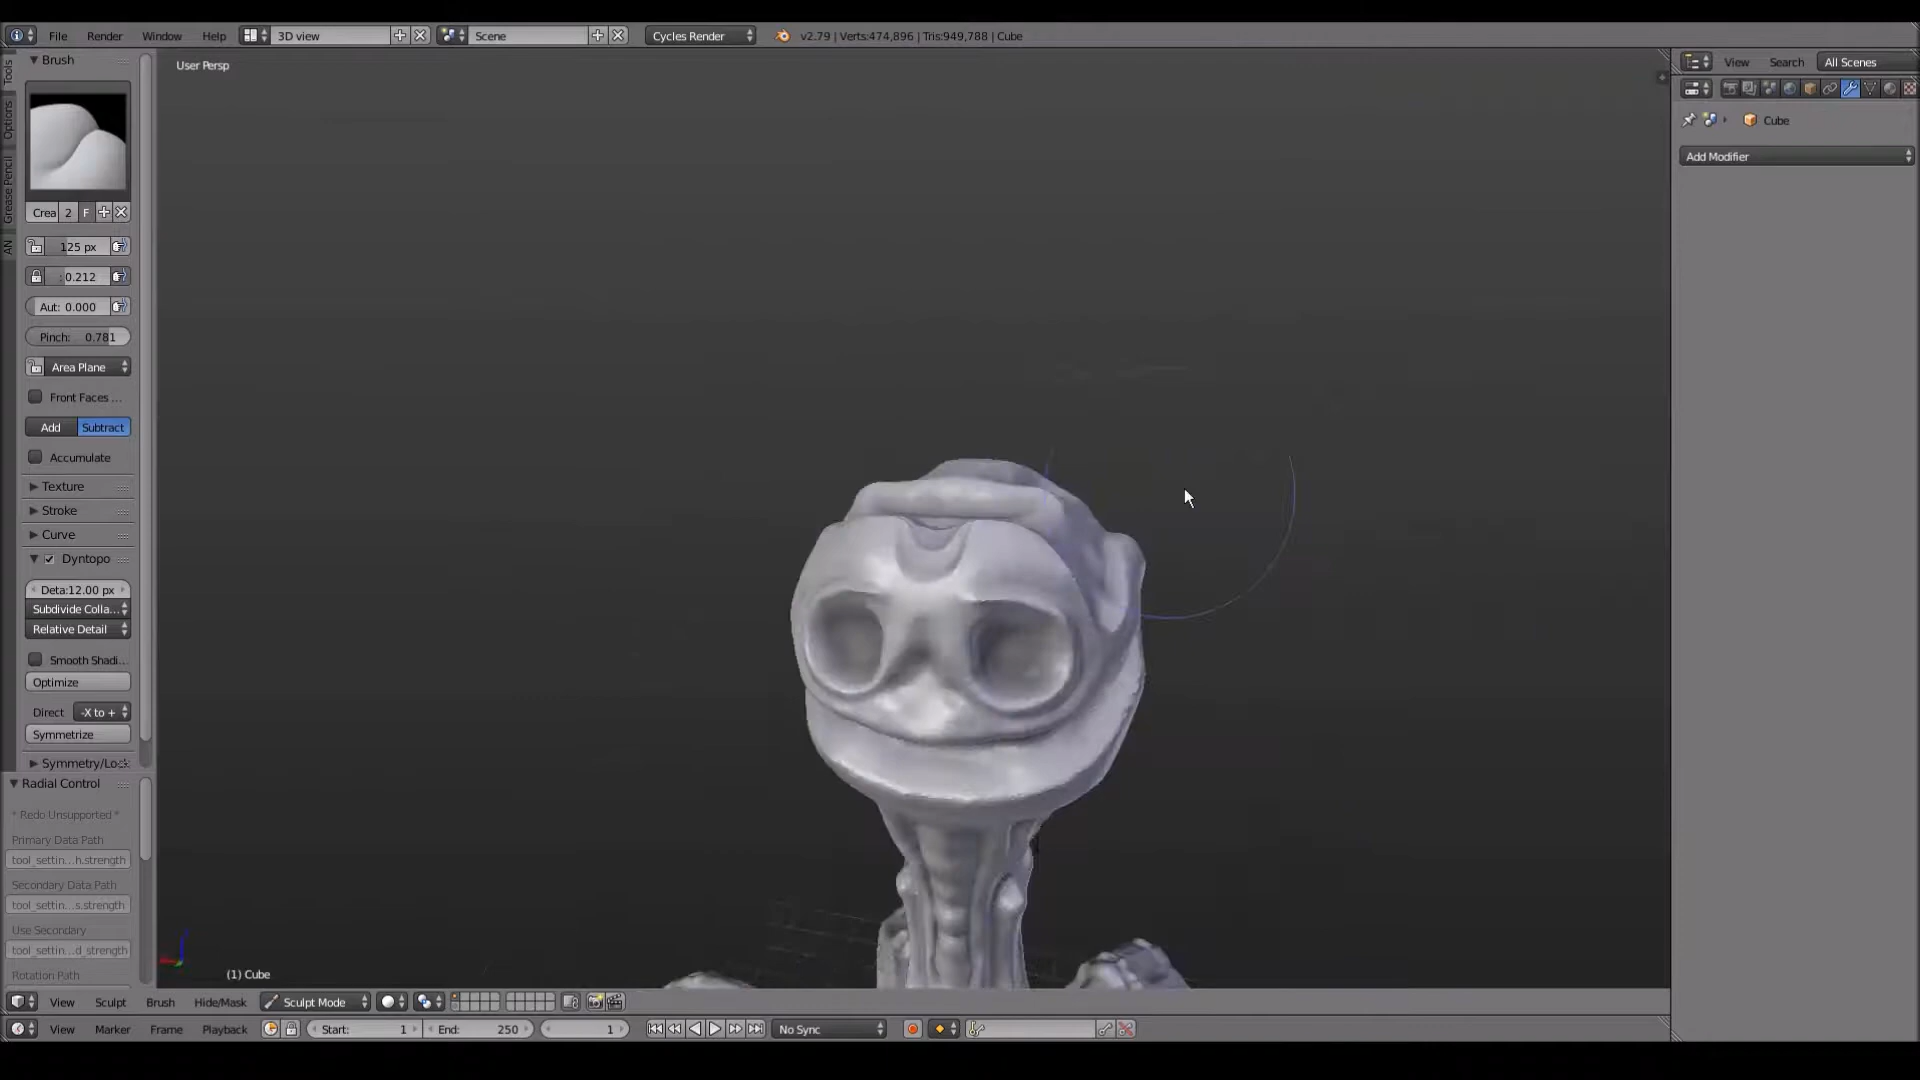 File Render Window Help 3D view Scene Cycles Render v2.79 | Verts:474,896 | Tris:949,788 | Cube
Tools
Options
Grease Pencil
AN
Brush
Crea 2 F
125 px
: 0.212
Aut: 0.000
Pinch: 0.781
Area Plane
Front Faces ...
Add Subtract
Accumulate
Texture
Stroke
Curve
Dyntopo
Deta:12.00 px
Subdivide Colla...
Relative Detail
Smooth Shadi...
Optimize
Direct -X to +
Symmetrize
Symmetry/Lock
Radial Control
* Redo Unsupported *
Primary Data Path
tool_settin...h.strength
Secondary Data Path
tool_settin...s.strength
Use Secondary
tool_settin...d_strength
Rotation Path
User Persp
(1) Cube
View Search All Scenes
Cube
Add Modifier
View Sculpt Brush Hide/Mask Sculpt Mode
View Marker Frame Playback Start: 1 End: 250 1 No Sync